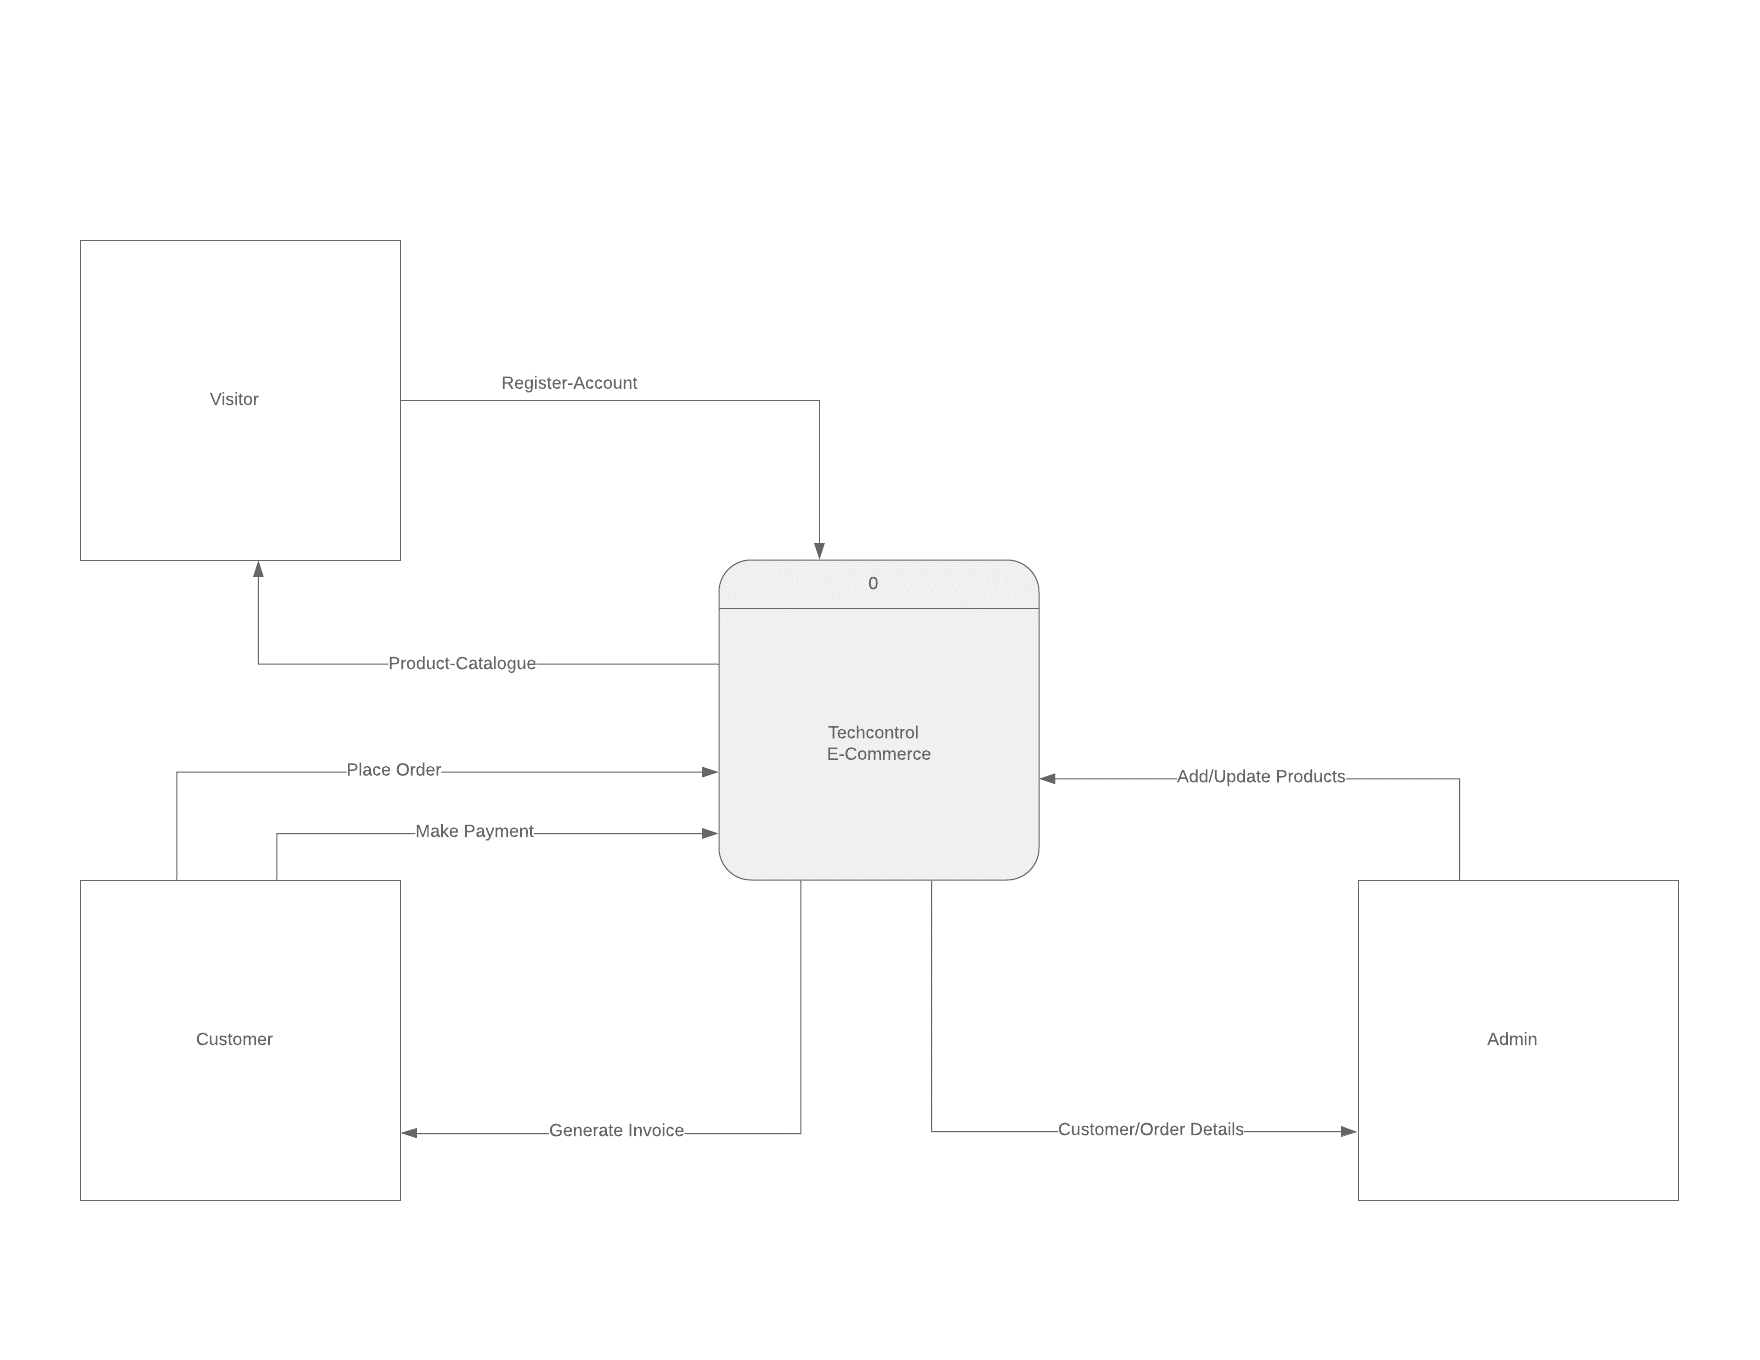 Register-Account
Visitor
0
Product-Catalogue
Techcontrol
E-Commerce
Place Order
Add/Update Products
Make Payment
Customer
Admin
Generate Invoice
Customer/Order Details